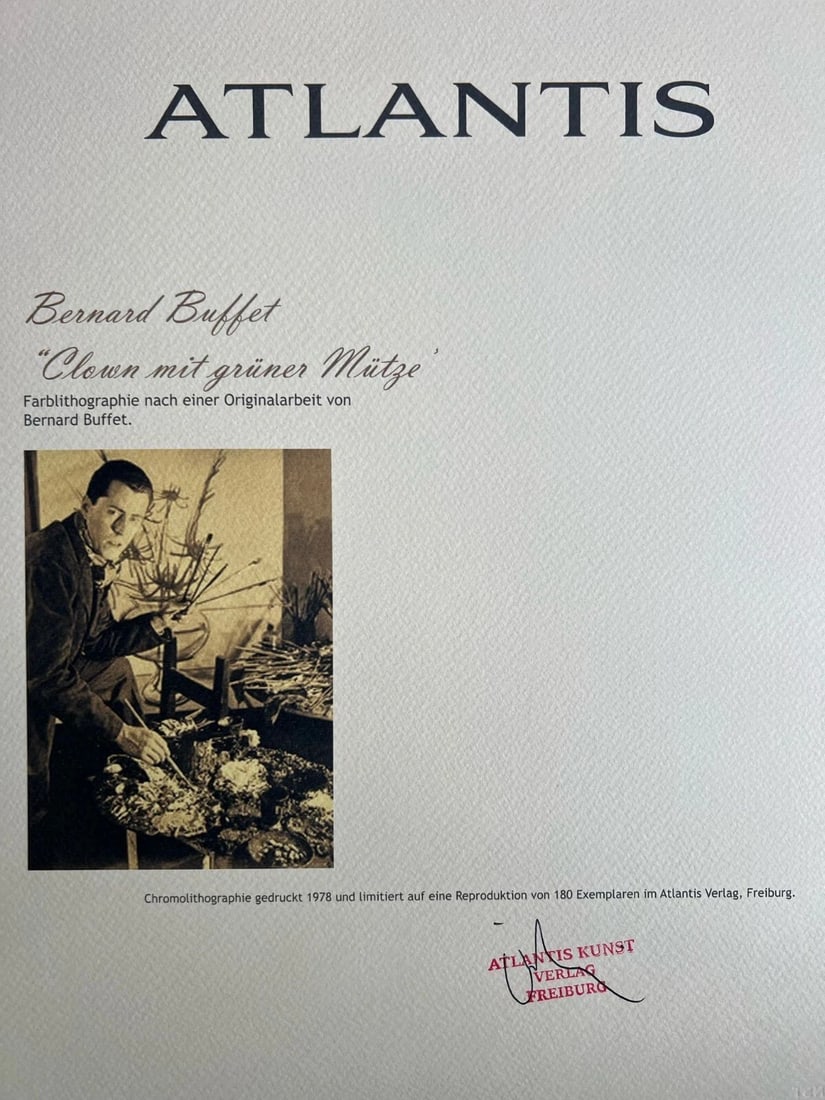 ATLANTIS
Bernard Buffet
“Clown mit grüner Mütze’
Farblithographie nach einer Originalarbeit von
Bernard Buffet.
Chromolithographie gedruckt 1978 und limitiert auf eine Reproduktion von 180 Exemplaren im Atlantis Verlag, Freiburg.
ATLANTIS KUNST
VERLAG
FREIBURG